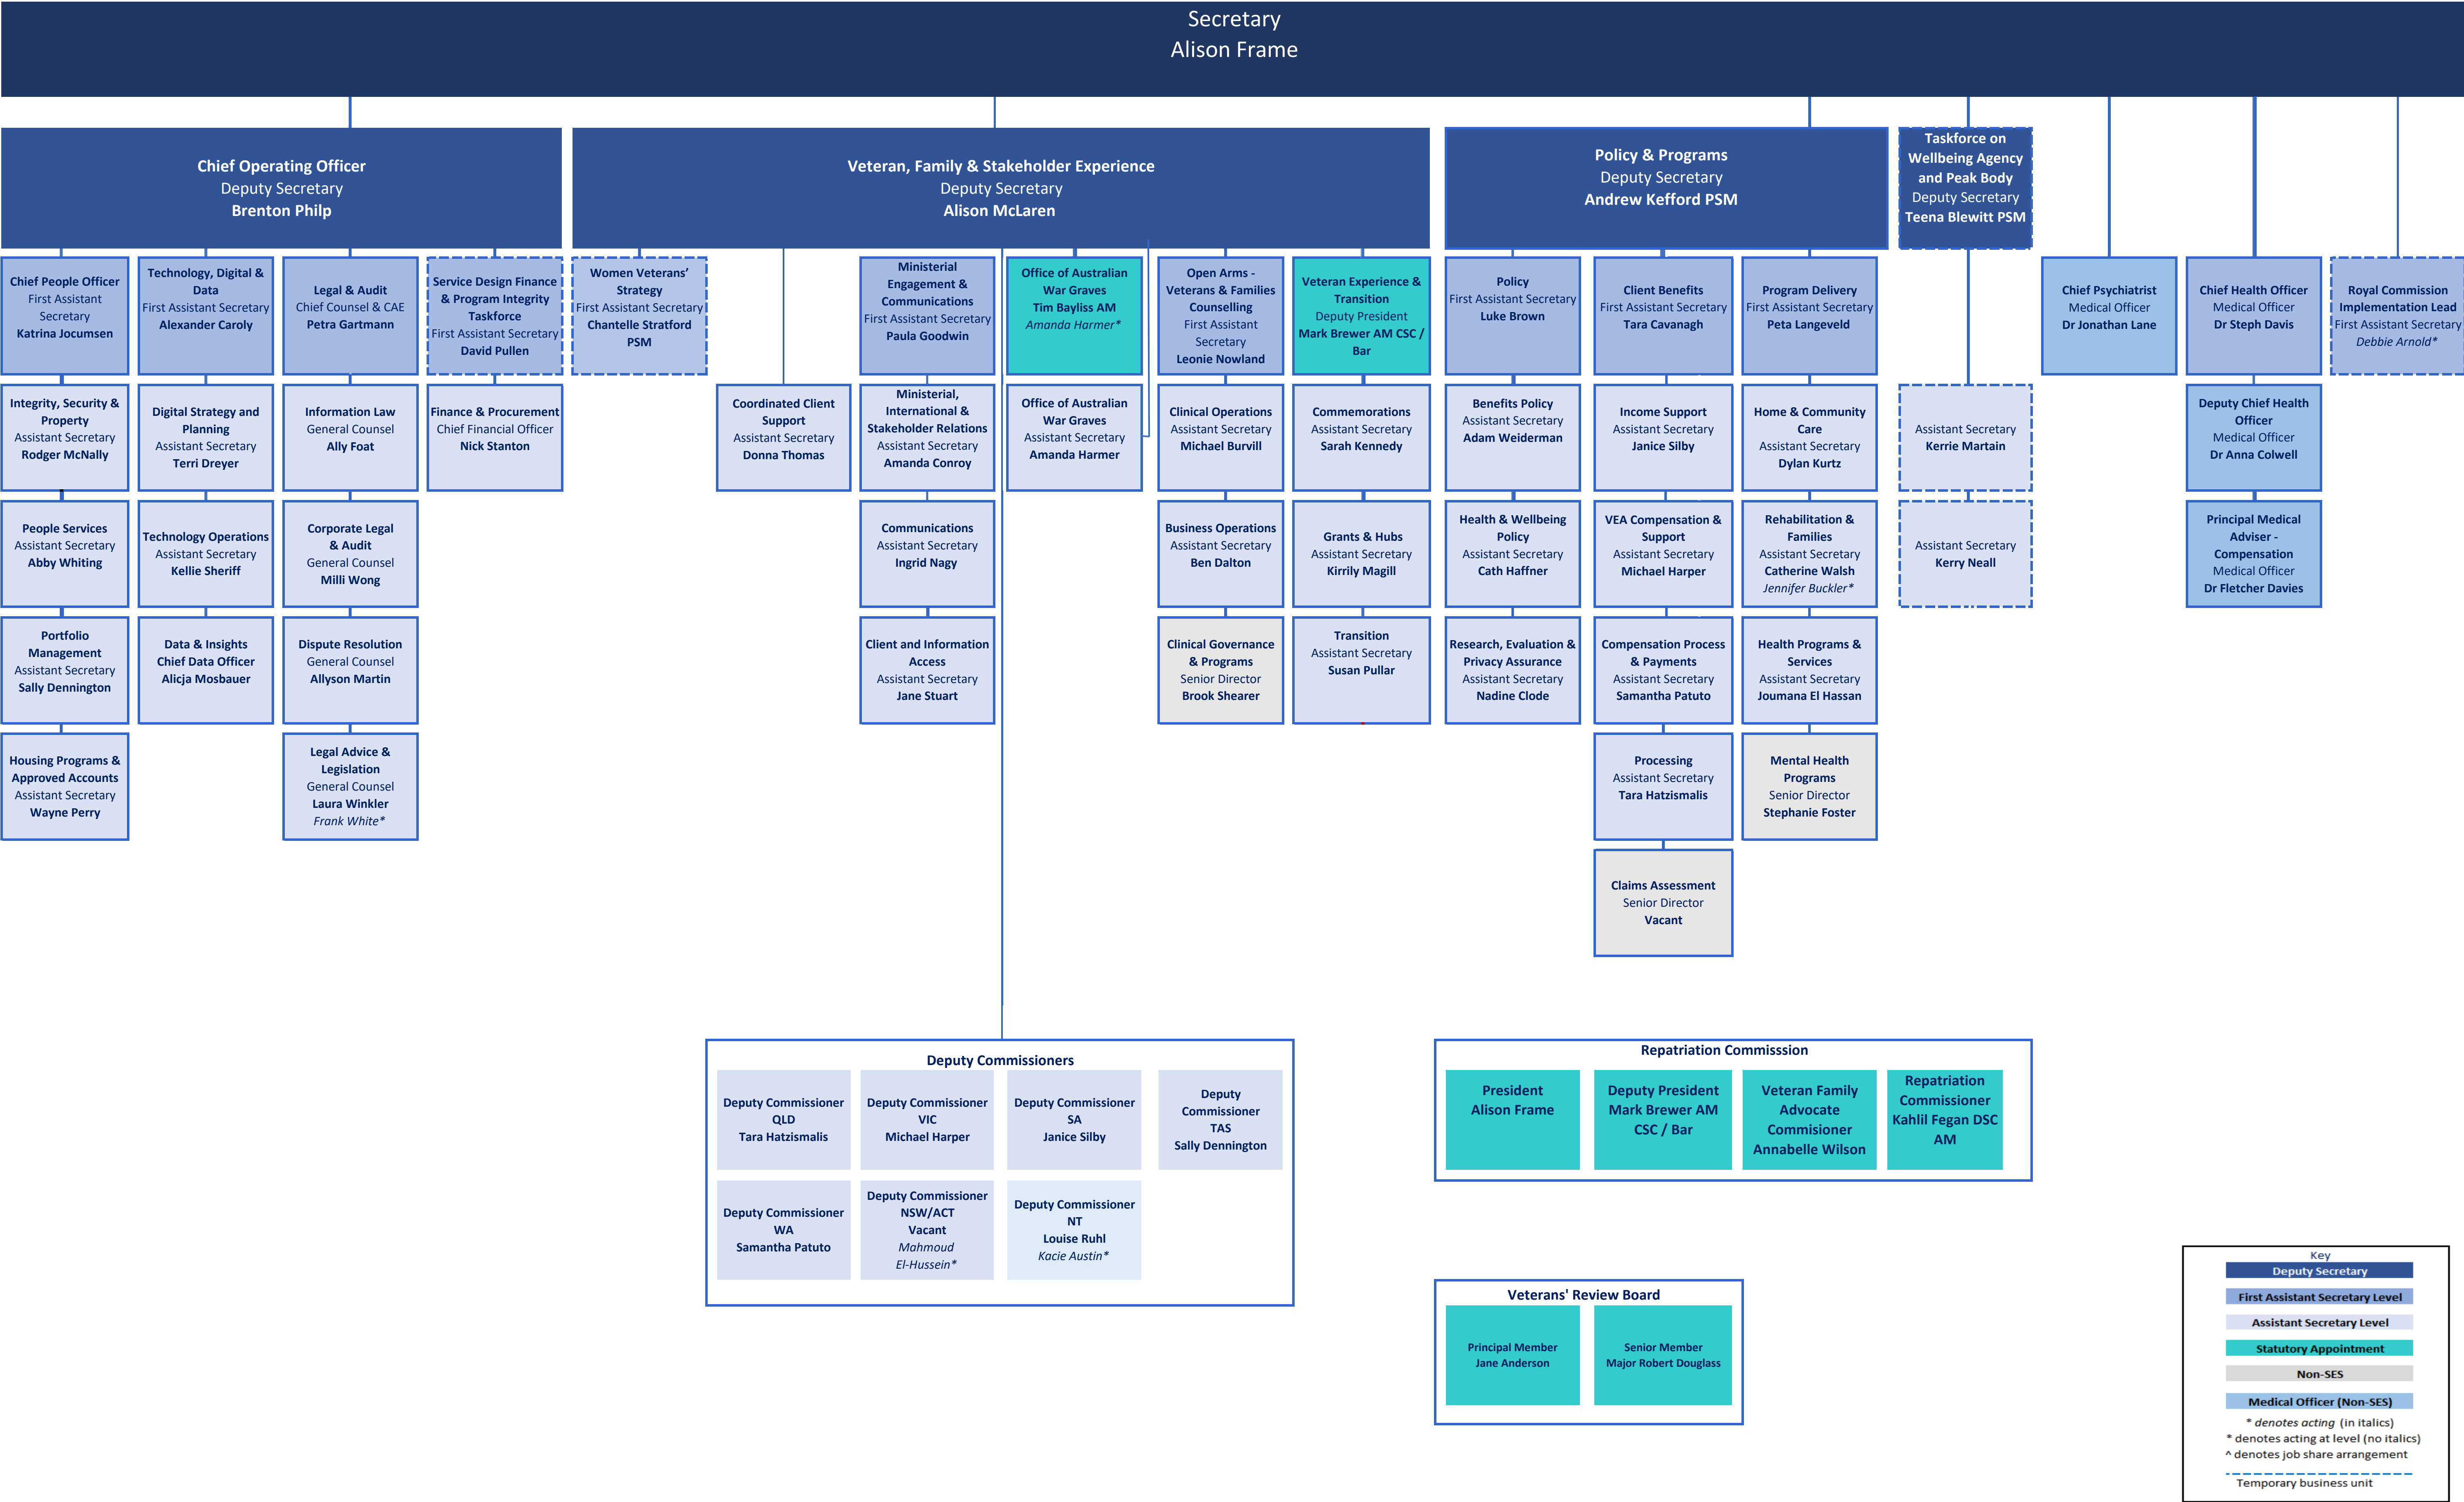 Secretary
Alison Frame
Chief Operating Officer
Deputy Secretary
Brenton Philp
Veteran, Family & Stakeholder Experience
Deputy Secretary
Alison McLaren
Policy & Programs
Deputy Secretary
Andrew Kefford PSM
Taskforce on
Wellbeing Agency
and Peak Body
Deputy Secretary
Teena Blewitt PSM
Chief People Officer
First Assistant
Secretary
Katrina Jocumsen
Technology, Digital &
Data
First Assistant Secretary
Alexander Caroly
Legal & Audit
Chief Counsel & CAE
Petra Gartmann
Service Design Finance
& Program Integrity
Taskforce
First Assistant Secretary
David Pullen
Women Veterans’
Strategy
First Assistant Secretary
Chantelle Stratford
PSM
Ministerial
Engagement &
Communications
First Assistant Secretary
Paula Goodwin
Office of Australian
War Graves
Tim Bayliss AM
Amanda Harmer*
Open Arms -
Veterans & Families
Counselling
First Assistant
Secretary
Leonie Nowland
Veteran Experience &
Transition
Deputy President
Mark Brewer AM CSC /
Bar
Policy
First Assistant Secretary
Luke Brown
Client Benefits
First Assistant Secretary
Tara Cavanagh
Program Delivery
First Assistant Secretary
Peta Langeveld
Chief Psychiatrist
Medical Officer
Dr Jonathan Lane
Chief Health Officer
Medical Officer
Dr Steph Davis
Royal Commission
Implementation Lead
First Assistant Secretary
Debbie Arnold*
Integrity, Security &
Property
Assistant Secretary
Rodger McNally
Digital Strategy and
Planning
Assistant Secretary
Terri Dreyer
Information Law
General Counsel
Ally Foat
Finance & Procurement
Chief Financial Officer
Nick Stanton
Coordinated Client
Support
Assistant Secretary
Donna Thomas
Ministerial,
International &
Stakeholder Relations
Assistant Secretary
Amanda Conroy
Office of Australian
War Graves
Assistant Secretary
Amanda Harmer
Clinical Operations
Assistant Secretary
Michael Burvill
Commemorations
Assistant Secretary
Sarah Kennedy
Benefits Policy
Assistant Secretary
Adam Weiderman
Income Support
Assistant Secretary
Janice Silby
Home & Community
Care
Assistant Secretary
Dylan Kurtz
Assistant Secretary
Kerrie Martain
Deputy Chief Health
Officer
Medical Officer
Dr Anna Colwell
People Services
Assistant Secretary
Abby Whiting
Technology Operations
Assistant Secretary
Kellie Sheriff
Corporate Legal
& Audit
General Counsel
Milli Wong
Communications
Assistant Secretary
Ingrid Nagy
Business Operations
Assistant Secretary
Ben Dalton
Grants & Hubs
Assistant Secretary
Kirrily Magill
Health & Wellbeing
Policy
Assistant Secretary
Cath Haffner
VEA Compensation &
Support
Assistant Secretary
Michael Harper
Rehabilitation &
Families
Assistant Secretary
Catherine Walsh
Jennifer Buckler*
Assistant Secretary
Kerry Neall
Principal Medical
Adviser -
Compensation
Medical Officer
Dr Fletcher Davies
Portfolio
Management
Assistant Secretary
Sally Dennington
Data & Insights
Chief Data Officer
Alicja Mosbauer
Dispute Resolution
General Counsel
Allyson Martin
Client and Information
Access
Assistant Secretary
Jane Stuart
Clinical Governance
& Programs
Senior Director
Brook Shearer
Transition
Assistant Secretary
Susan Pullar
Research, Evaluation &
Privacy Assurance
Assistant Secretary
Nadine Clode
Compensation Process
& Payments
Assistant Secretary
Samantha Patuto
Health Programs &
Services
Assistant Secretary
Joumana El Hassan
Housing Programs &
Approved Accounts
Assistant Secretary
Wayne Perry
Legal Advice &
Legislation
General Counsel
Laura Winkler
Frank White*
Processing
Assistant Secretary
Tara Hatzismalis
Mental Health
Programs
Senior Director
Stephanie Foster
Claims Assessment
Senior Director
Vacant
Deputy Commissioners
Deputy Commissioner
QLD
Tara Hatzismalis
Deputy Commissioner
VIC
Michael Harper
Deputy Commissioner
SA
Janice Silby
Deputy
Commissioner
TAS
Sally Dennington
Deputy Commissioner
WA
Samantha Patuto
Deputy Commissioner
NSW/ACT
Vacant
Mahmoud
El-Hussein*
Deputy Commissioner
NT
Louise Ruhl
Kacie Austin*
Repatriation Commisssion
President
Alison Frame
Deputy President
Mark Brewer AM
CSC / Bar
Veteran Family
Advocate
Commisioner
Annabelle Wilson
Repatriation
Commissioner
Kahlil Fegan DSC
AM
Veterans' Review Board
Principal Member
Jane Anderson
Senior Member
Major Robert Douglass
Key
Deputy Secretary
First Assistant Secretary Level
Assistant Secretary Level
Statutory Appointment
Non-SES
Medical Officer (Non-SES)
* denotes acting (in italics)
* denotes acting at level (no italics)
^ denotes job share arrangement
Temporary business unit